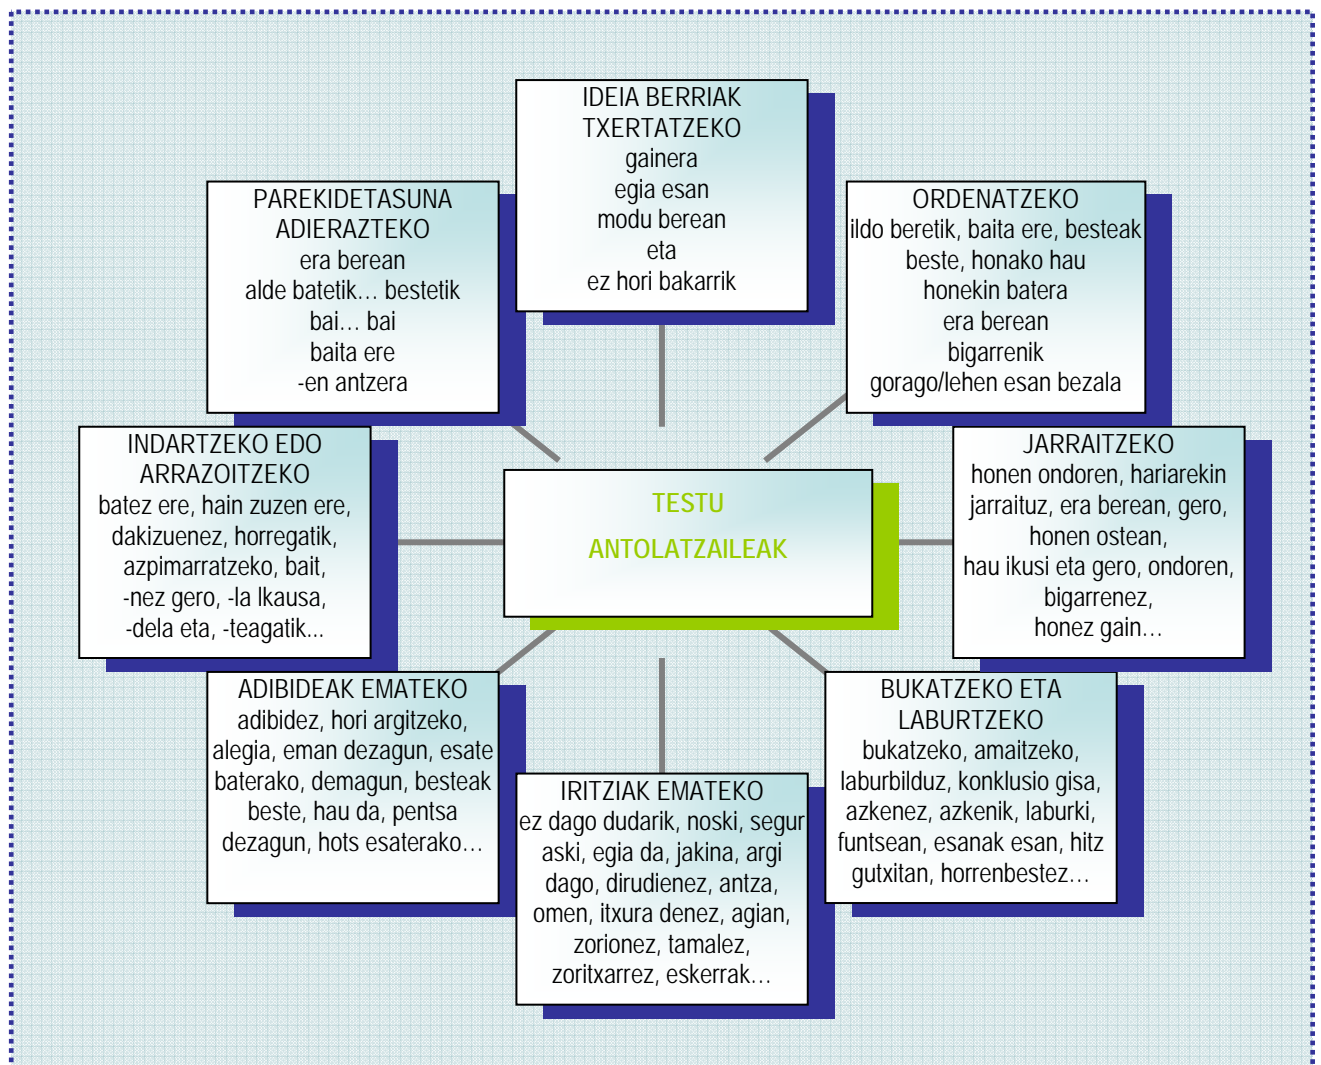 IDEIA BERRIAK
TXERTATZEKO
gainera
egia esan
modu berean
eta
ez hori bakarrik
PAREKIDETASUNA
ADIERAZTEKO
era berean
alde batetik… bestetik
bai… bai
baita ere
-en antzera
ORDENATZEKO
ildo beretik, baita ere, besteak
beste, honako hau
honekin batera
era berean
bigarrenik
gorago/lehen esan bezala
INDARTZEKO EDO
ARRAZOITZEKO
batez ere, hain zuzen ere,
dakizuenez, horregatik,
azpimarratzeko, bait,
-nez gero, -la lkausa,
-dela eta, -teagatik...
TESTU
ANTOLATZAILEAK
JARRAITZEKO
honen ondoren, hariarekin
jarraituz, era berean, gero,
honen ostean,
hau ikusi eta gero, ondoren,
bigarrenez,
honez gain…
ADIBIDEAK EMATEKO
adibidez, hori argitzeko,
alegia, eman dezagun, esate
baterako, demagun, besteak
beste, hau da, pentsa
dezagun, hots esaterako…
IRITZIAK EMATEKO
ez dago dudarik, noski, segur
aski, egia da, jakina, argi
dago, dirudienez, antza,
omen, itxura denez, agian,
zorionez, tamalez,
zoritxarrez, eskerrak…
BUKATZEKO ETA
LABURTZEKO
bukatzeko, amaitzeko,
laburbilduz, konklusio gisa,
azkenez, azkenik, laburki,
funtsean, esanak esan, hitz
gutxitan, horrenbestez…